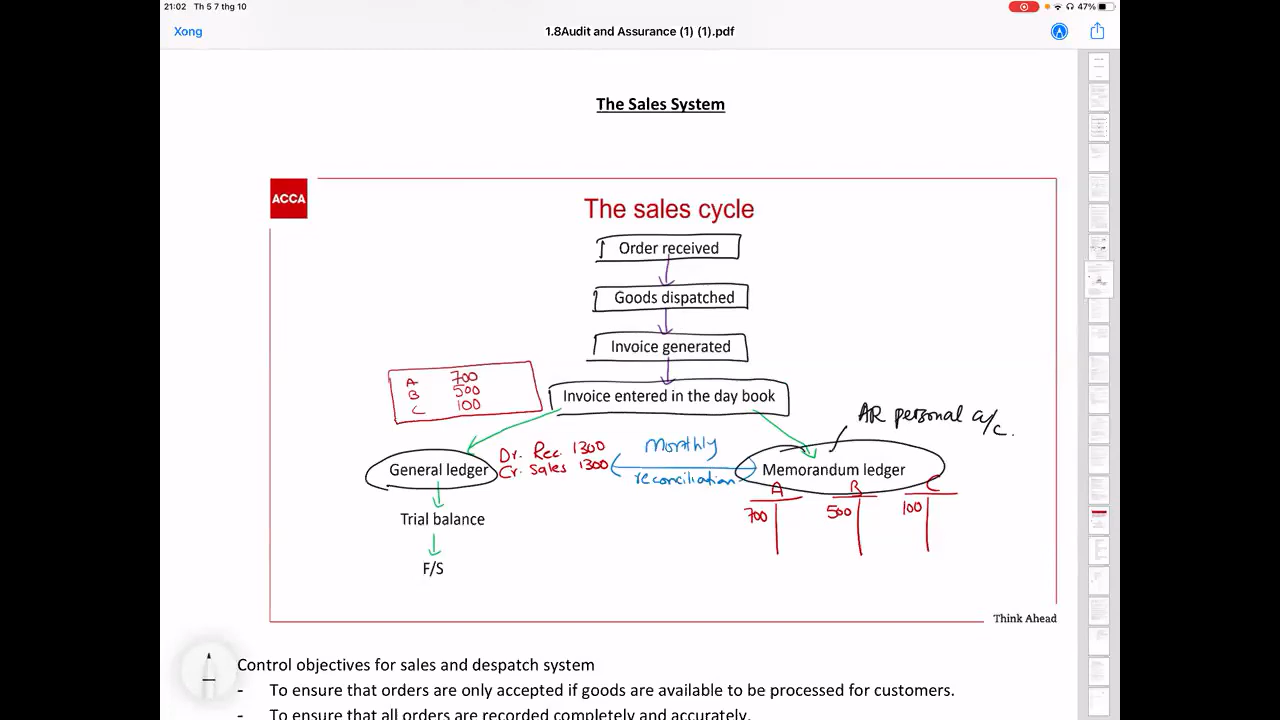 21:02 Th 5 7 thg 10
47%
Xong
1.8Audit and Assurance (1) (1).pdf
The Sales System
ACCA
The sales cycle
Order received
Goods dispatched
Invoice generated
A 700
B 500
C 100
Invoice entered in the day book
AR personal a/c.
General ledger
Dr. Rec 1300
Cr. Sales 1300
Monthly
reconciliation
Memorandum ledger
A B C
700 500 100
Trial balance
F/S
Think Ahead
Control objectives for sales and despatch system
- To ensure that orders are only accepted if goods are available to be processed for customers.
- To ensure that all orders are recorded completely and accurately.